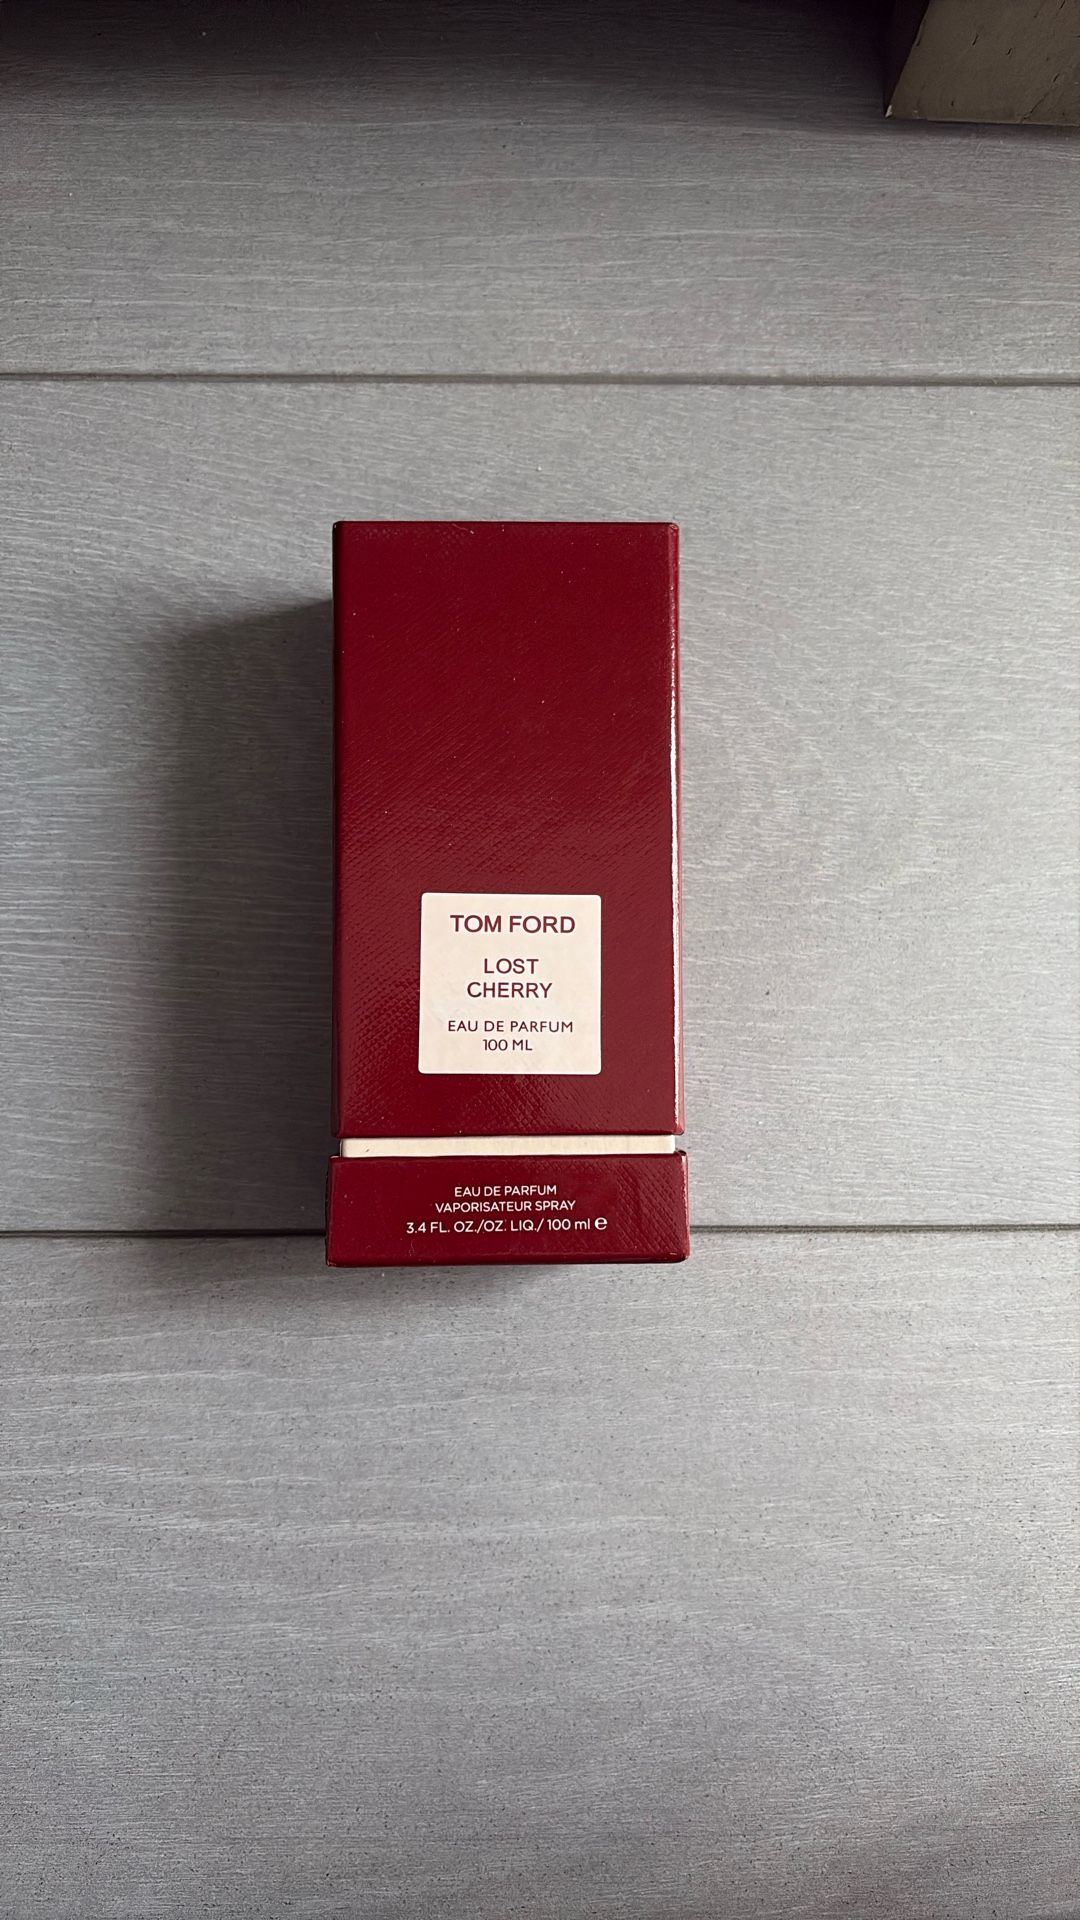 TOM FORD
LOST
CHERRY
EAU DE PARFUM
100 ML
EAU DE PARFUM
VAPORISATEUR SPRAY
3.4 FL. OZ./OZ. LIQ./ 100 ml ℮